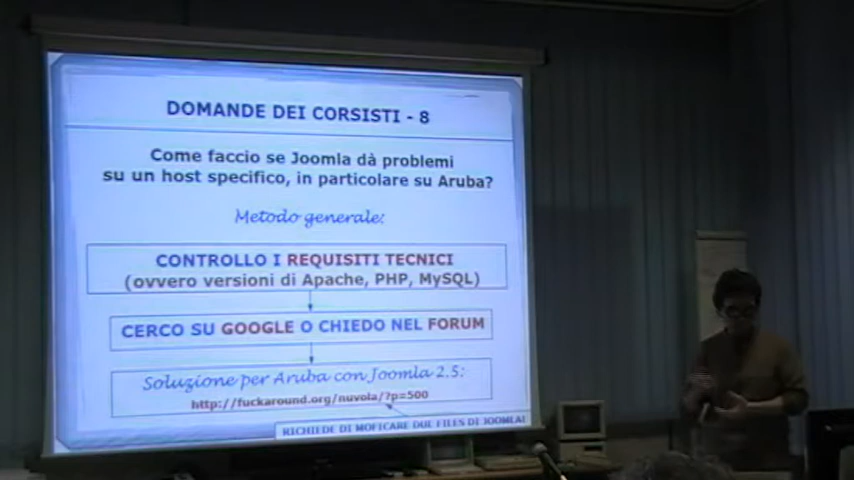 DOMANDE DEI CORSISTI - 8
Come faccio se Joomla dà problemi
su un host specifico, in particolare su Aruba?
Metodo generale:
CONTROLLO I REQUISITI TECNICI
(ovvero versioni di Apache, PHP, MySQL)
CERCO SU GOOGLE O CHIEDO NEL FORUM
Soluzione per Aruba con Joomla 2.5:
http://fuckaround.org/nuvola/?p=500
RICHIEDE DI MOFICARE DUE FILES DI JOOMLA!